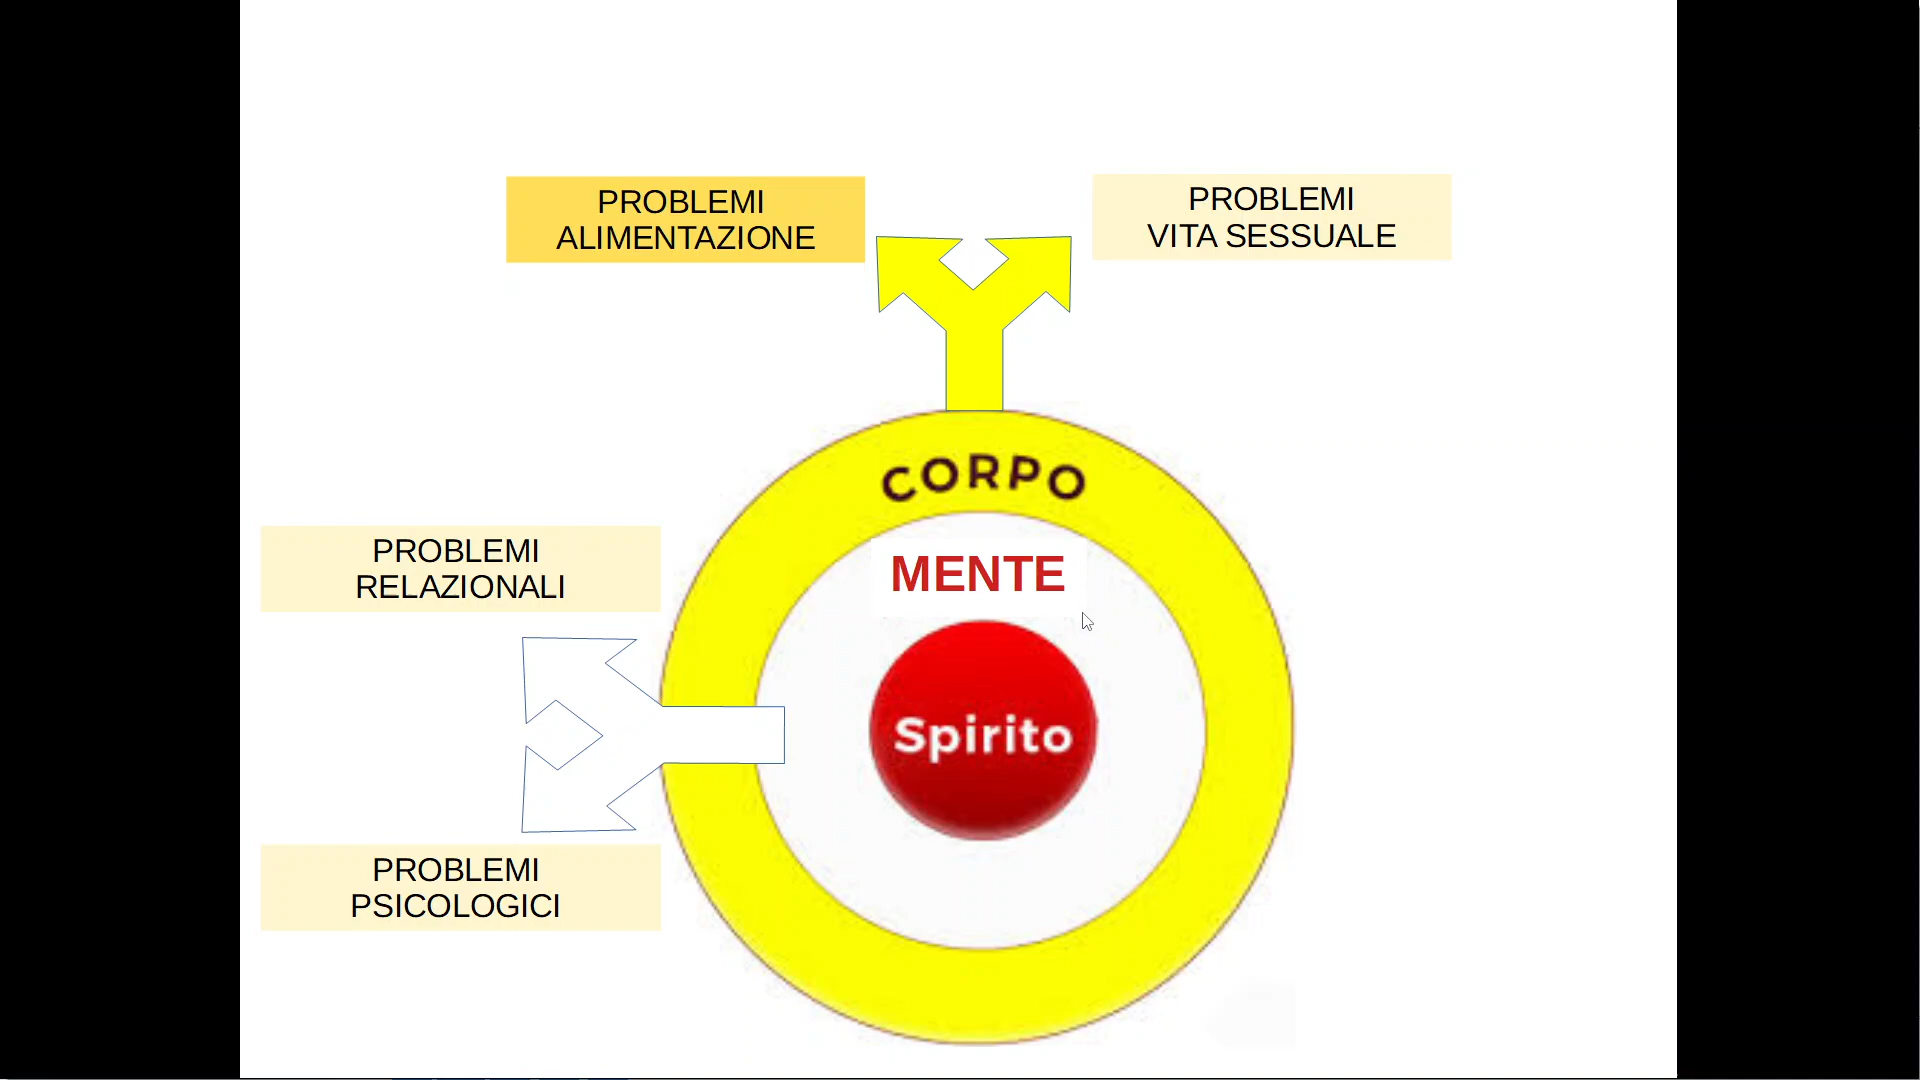 PROBLEMI
ALIMENTAZIONE
PROBLEMI
VITA SESSUALE
CORPO
MENTE
Spirito
PROBLEMI
RELAZIONALI
PROBLEMI
PSICOLOGICI